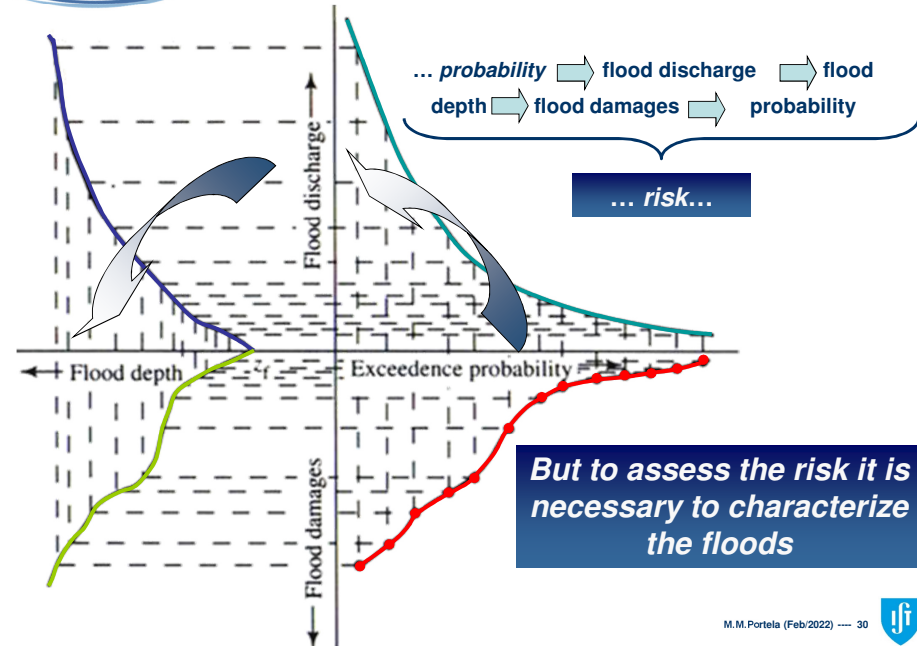 ... probability flood discharge flood
depth flood damages probability
... risk...
Flood discharge
Flood depth
zf
Exceedence probability
Flood damages
But to assess the risk it is
necessary to characterize
the floods
M.M.Portela (Feb/2022) ---- 30